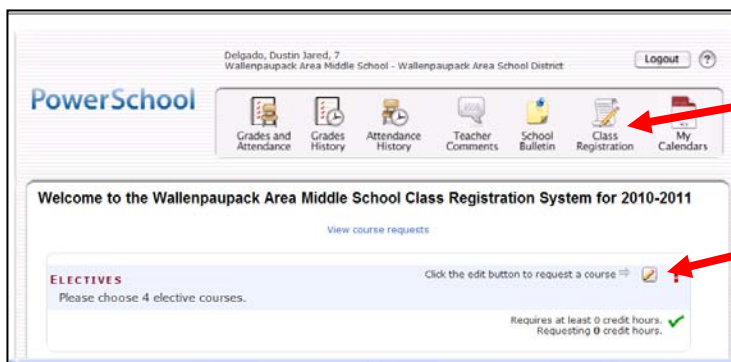 Delgado, Dustin Jared, 7
Wallenpaupack Area Middle School - Wallenpaupack Area School District
Logout ?
PowerSchool
Grades and Attendance
Grades History
Attendance History
Teacher Comments
School Bulletin
Class Registration
My Calendars
Welcome to the Wallenpaupack Area Middle School Class Registration System for 2010-2011
View course requests
ELECTIVES
Click the edit button to request a course ⇒
Please choose 4 elective courses.
Requires at least 0 credit hours.
Requesting 0 credit hours.